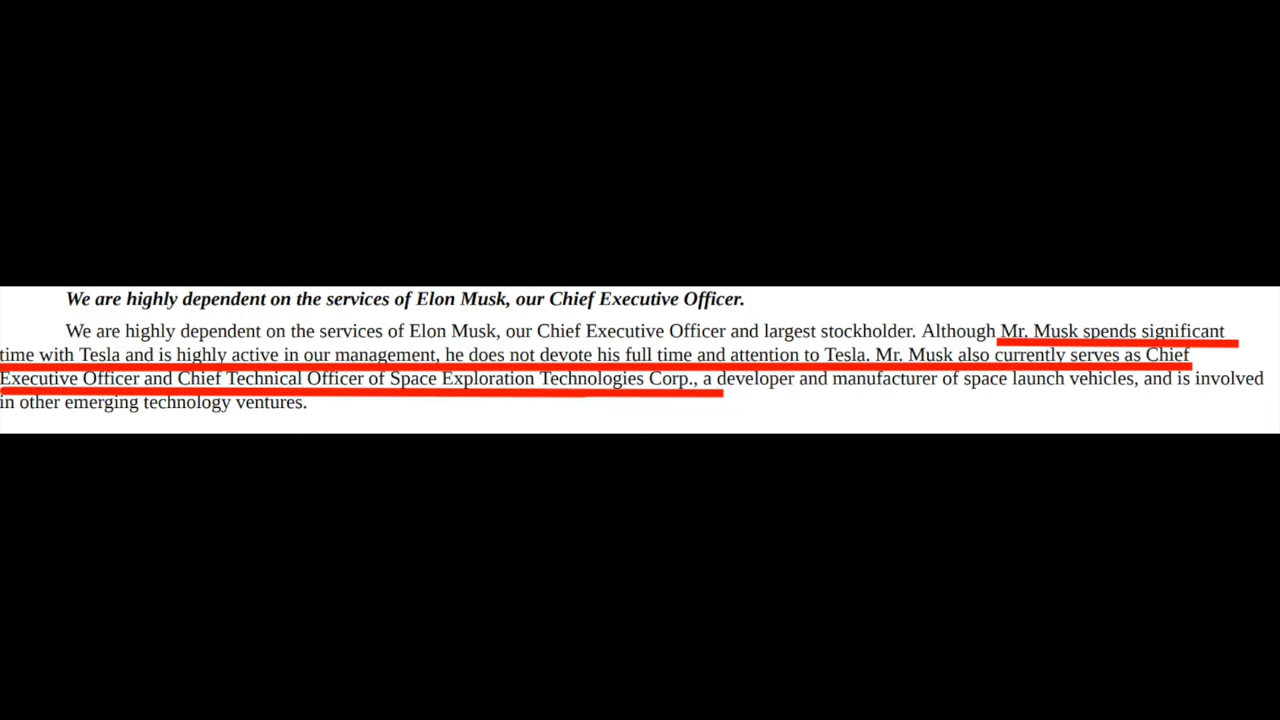 We are highly dependent on the services of Elon Musk, our Chief Executive Officer.
We are highly dependent on the services of Elon Musk, our Chief Executive Officer and largest stockholder. Although Mr. Musk spends significant
time with Tesla and is highly active in our management, he does not devote his full time and attention to Tesla. Mr. Musk also currently serves as Chief
Executive Officer and Chief Technical Officer of Space Exploration Technologies Corp., a developer and manufacturer of space launch vehicles, and is involved
in other emerging technology ventures.